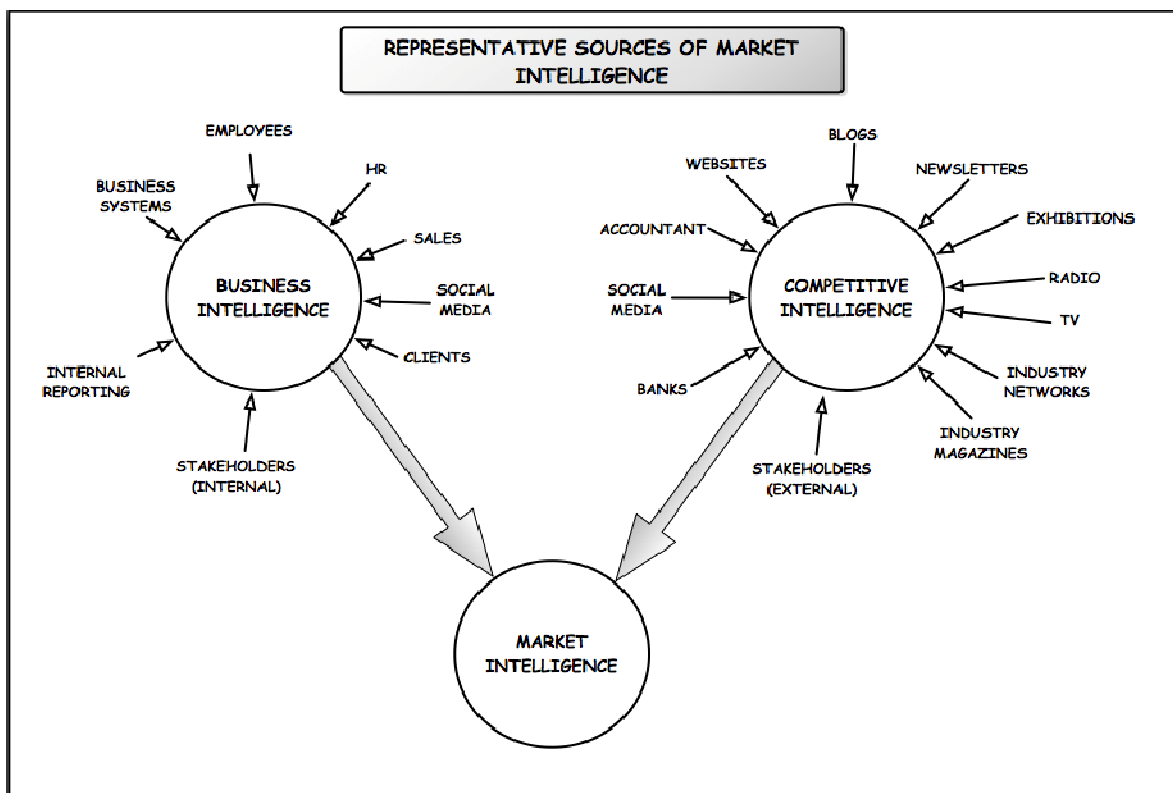 REPRESENTATIVE SOURCES OF MARKET
INTELLIGENCE
EMPLOYEES
HR
BUSINESS
SYSTEMS
SALES
BUSINESS
INTELLIGENCE
SOCIAL
MEDIA
CLIENTS
INTERNAL
REPORTING
STAKEHOLDERS
(INTERNAL)
BLOGS
WEBSITES
NEWSLETTERS
ACCOUNTANT
EXHIBITIONS
COMPETITIVE
INTELLIGENCE
SOCIAL
MEDIA
RADIO
TV
BANKS
INDUSTRY
NETWORKS
INDUSTRY
MAGAZINES
STAKEHOLDERS
(EXTERNAL)
MARKET
INTELLIGENCE